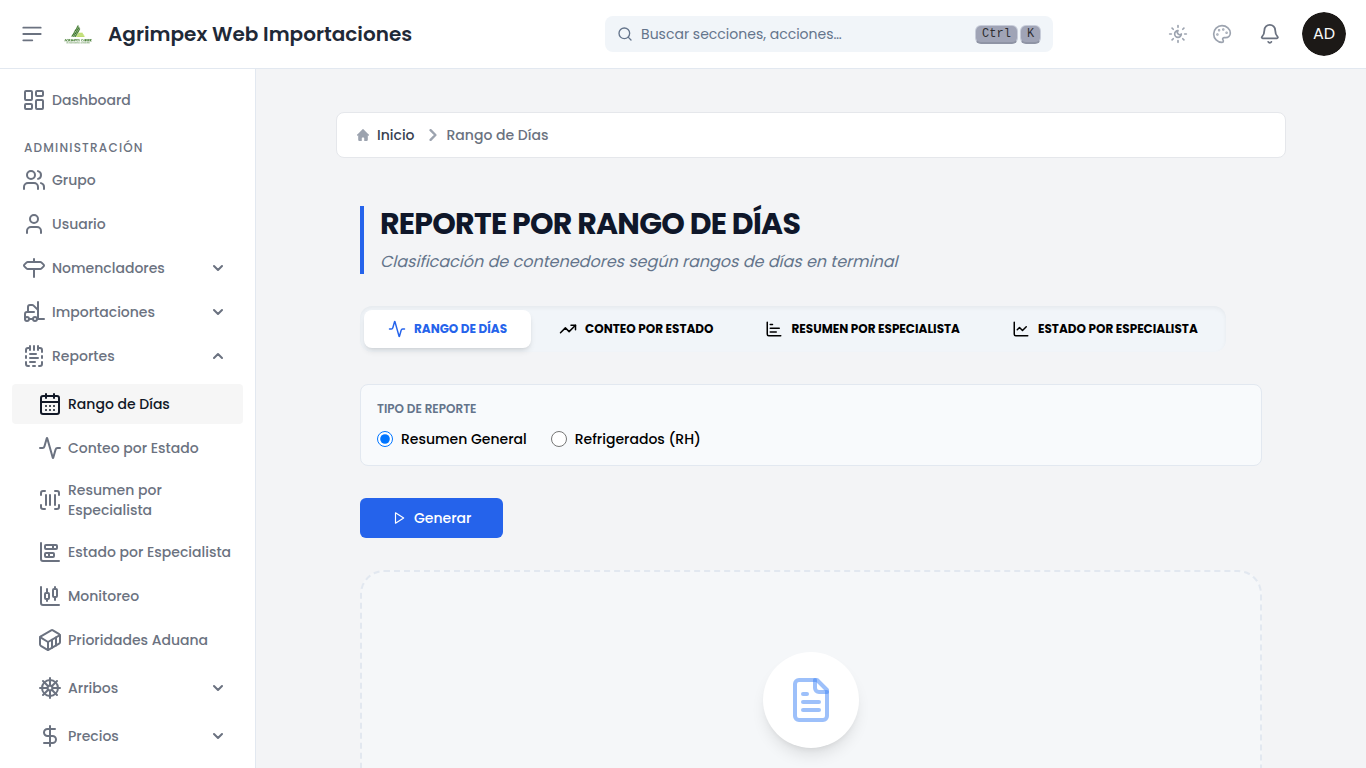 Agrimpex Web Importaciones
Buscar secciones, acciones...
Ctrl K
AD
Dashboard
ADMINISTRACIÓN
Grupo
Usuario
Nomencladores
Importaciones
Reportes
Rango de Días
Conteo por Estado
Resumen por
Especialista
Estado por Especialista
Monitoreo
Prioridades Aduana
Arribos
Precios
Inicio
Rango de Días
REPORTE POR RANGO DE DÍAS
Clasificación de contenedores según rangos de días en terminal
RANGO DE DÍAS
CONTEO POR ESTADO
RESUMEN POR ESPECIALISTA
ESTADO POR ESPECIALISTA
TIPO DE REPORTE
Resumen General
Refrigerados (RH)
Generar